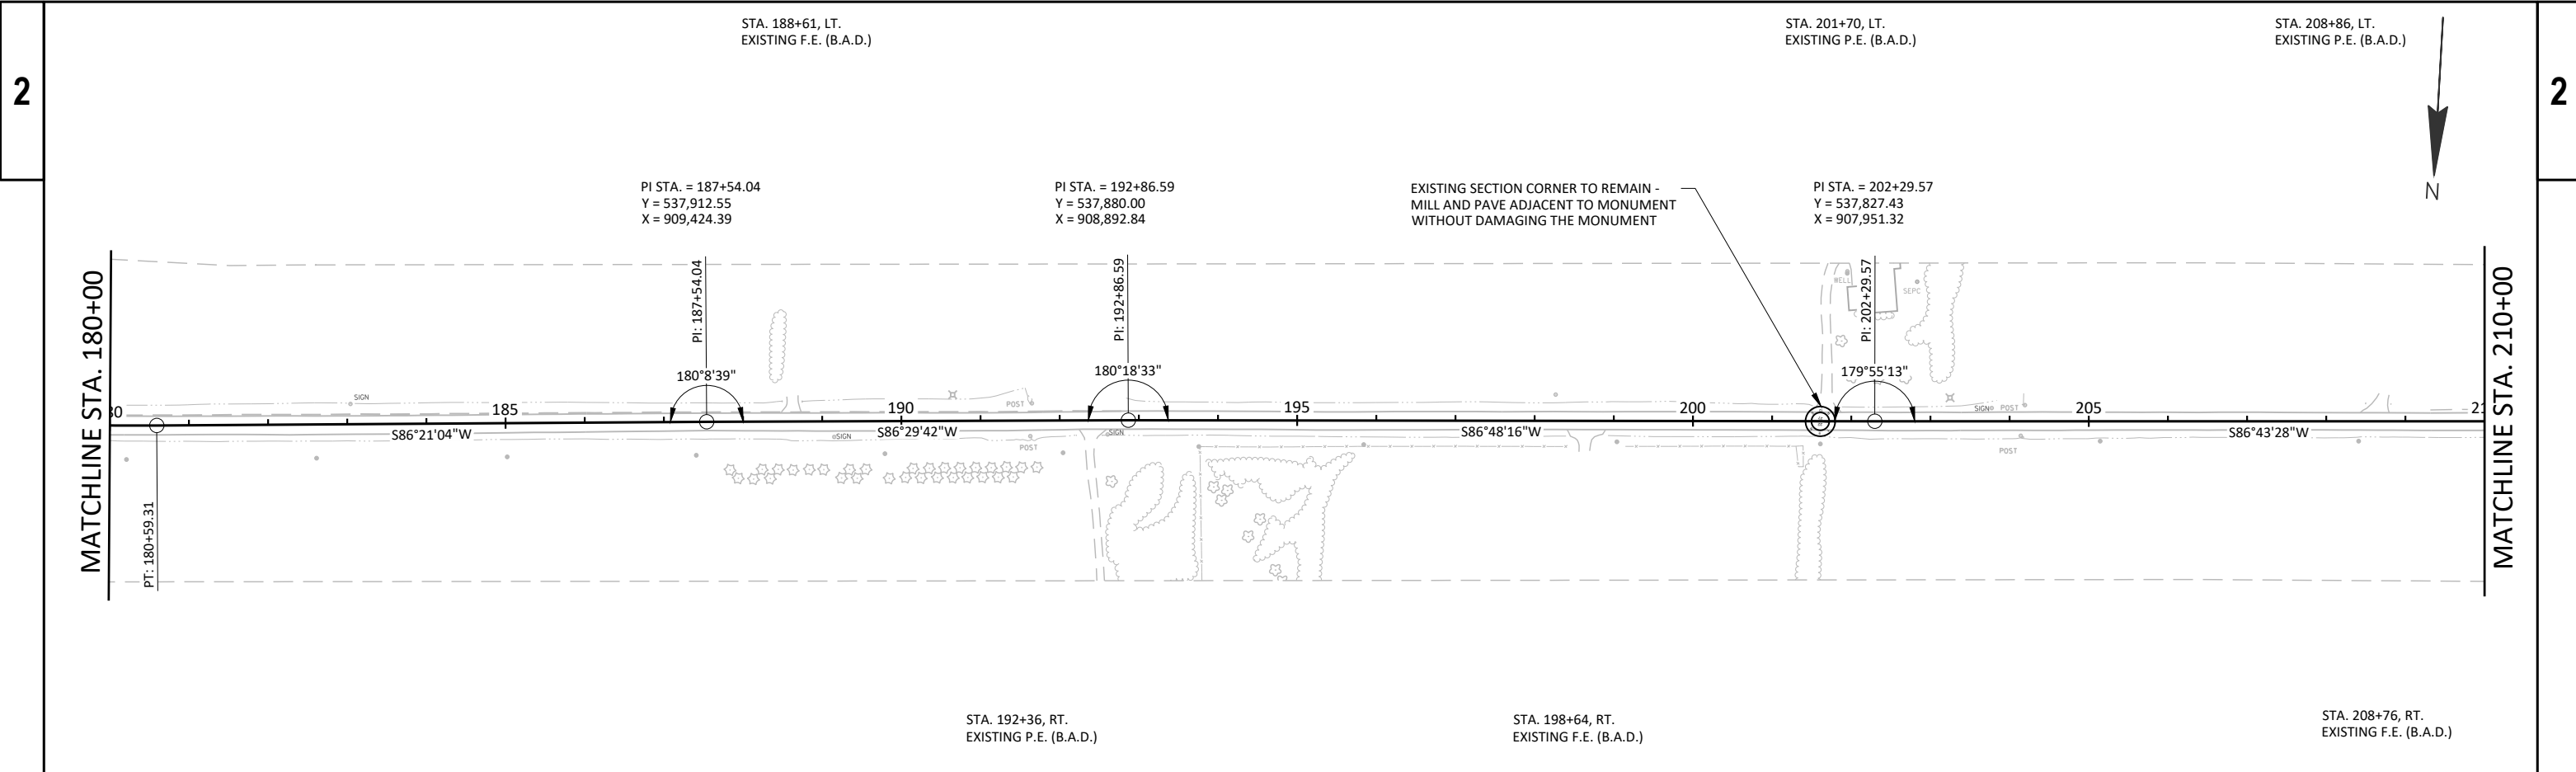 STA. 188+61, LT.
EXISTING F.E. (B.A.D.)
STA. 201+70, LT.
EXISTING P.E. (B.A.D.)
STA. 208+86, LT.
EXISTING P.E. (B.A.D.)
2
2
N
PI STA. = 187+54.04
Y = 537,912.55
X = 909,424.39
PI STA. = 192+86.59
Y = 537,880.00
X = 908,892.84
EXISTING SECTION CORNER TO REMAIN -
MILL AND PAVE ADJACENT TO MONUMENT
WITHOUT DAMAGING THE MONUMENT
PI STA. = 202+29.57
Y = 537,827.43
X = 907,951.32
MATCHLINE STA. 180+00
PI: 187+54.04
PI: 192+86.59
PI: 202+29.57
MATCHLINE STA. 210+00
WELL
SEPC
180°8'39"
180°18'33"
179°55'13"
SIGN
POST
SIGN
POST
185
190
195
200
205
S86°21'04"W
SIGN
S86°29'42"W
SIGN
S86°48'16"W
S86°43'28"W
POST
POST
PT: 180+59.31
STA. 192+36, RT.
EXISTING P.E. (B.A.D.)
STA. 198+64, RT.
EXISTING F.E. (B.A.D.)
STA. 208+76, RT.
EXISTING F.E. (B.A.D.)